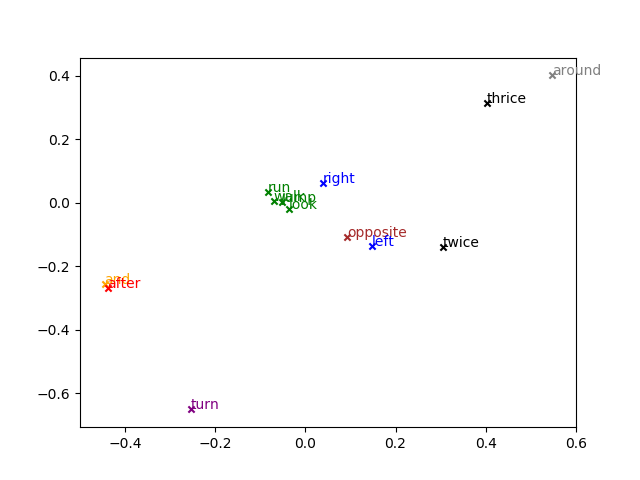 0.4
0.2
0.0
−0.2
−0.4
−0.6
around
thrice
right
run
walk
jump
look
opposite
left
twice
and
after
turn
−0.4
−0.2
0.0
0.2
0.4
0.6